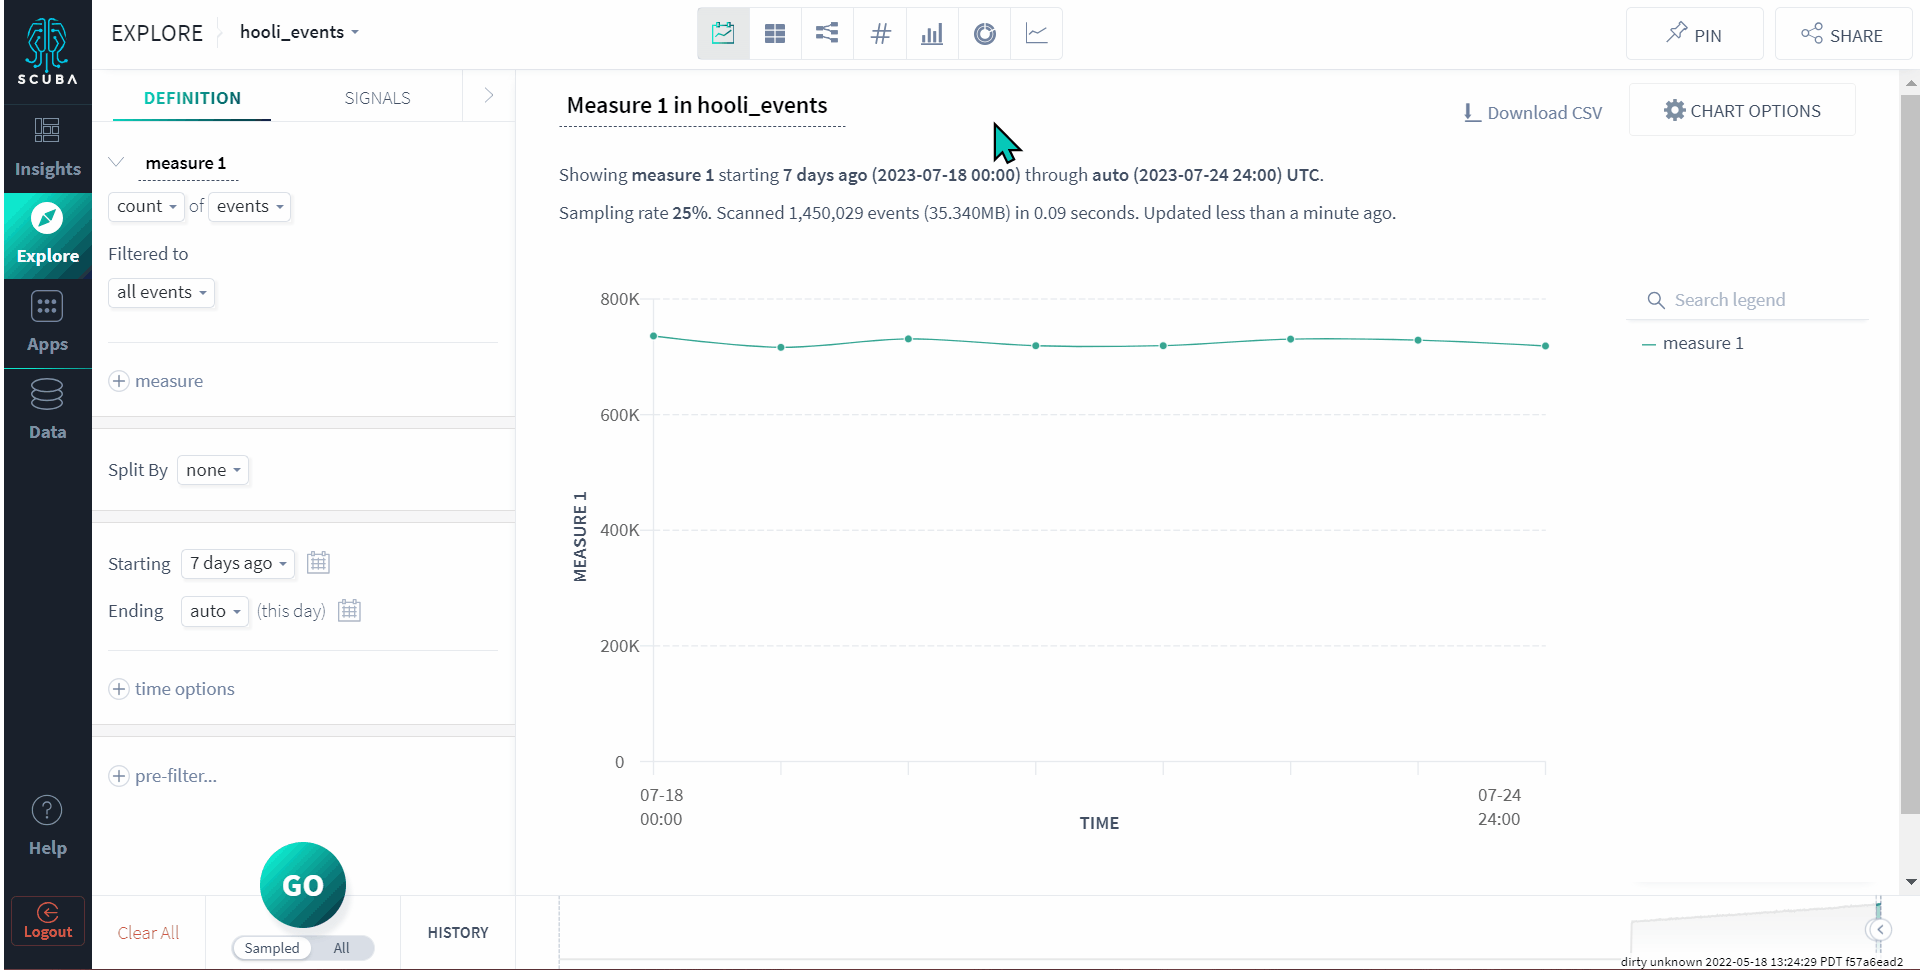 SCUBA
Insights
Explore
Apps
Data
Help
Logout
EXPLORE
hooli_events
PIN
SHARE
DEFINITION
SIGNALS
measure 1
count of events
Filtered to
all events
measure
Split By none
Starting 7 days ago
Ending auto (this day)
time options
pre-filter...
GO
Clear All
Sampled All
HISTORY
Measure 1 in hooli_events
Download CSV
CHART OPTIONS
Showing measure 1 starting 7 days ago (2023-07-18 00:00) through auto (2023-07-24 24:00) UTC.
Sampling rate 25%. Scanned 1,450,029 events (35.340MB) in 0.09 seconds. Updated less than a minute ago.
800K
600K
400K
200K
0
MEASURE 1
07-18
00:00
07-24
24:00
TIME
Search legend
measure 1
dirty unknown 2022-05-18 13:24:29 PDT f57a6ead2